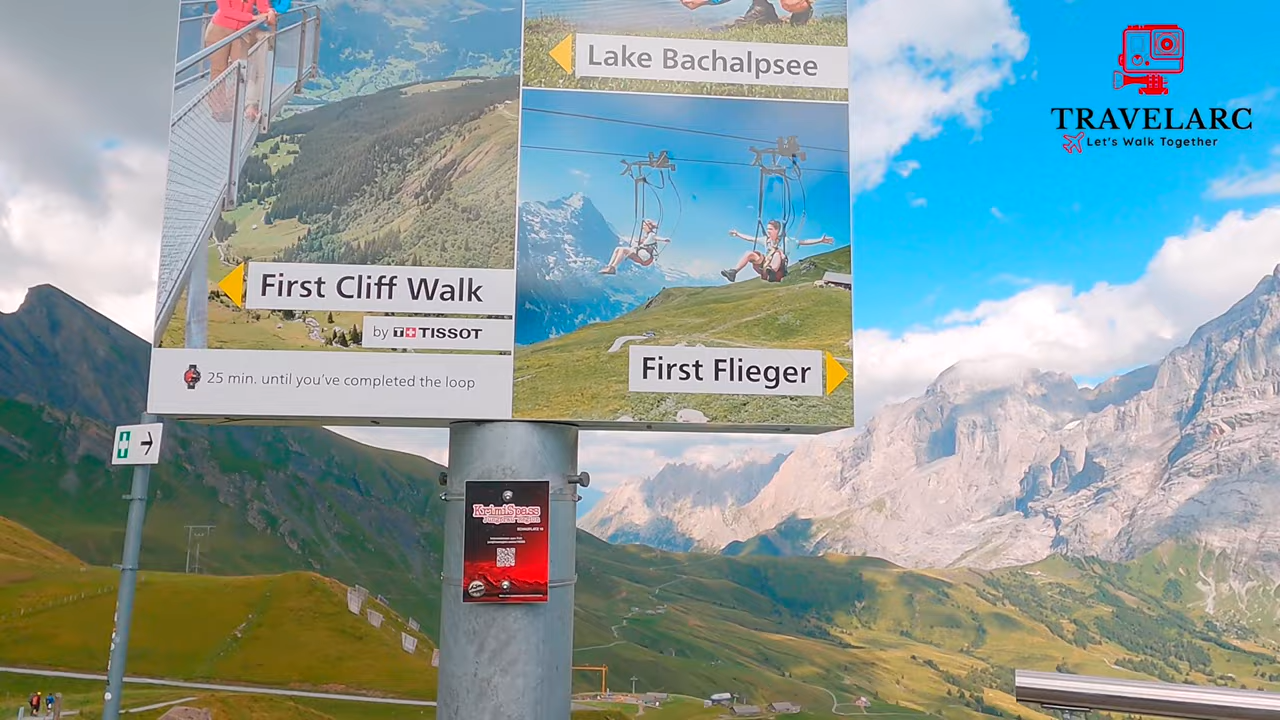 Lake Bachalpsee
TRAVELARC
Let's Walk Together
First Cliff Walk
by TISSOT
First Flieger
25 min. until you've completed the loop
KrimiSpass